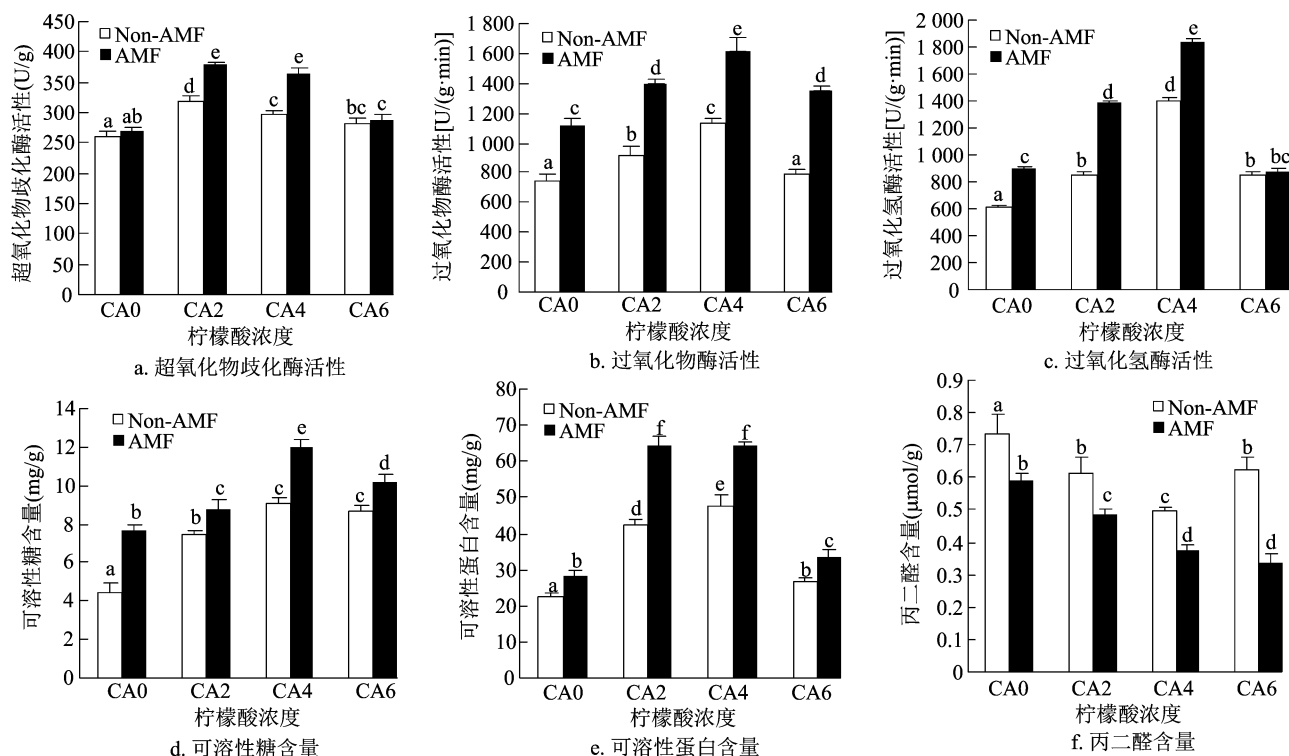 超氧化物歧化酶活性(U/g)
450
400
350
300
250
200
150
100
50
0
Non-AMF
AMF
a ab d e c e bc c
CA0 CA2 CA4 CA6
柠檬酸浓度
a. 超氧化物歧化酶活性
过氧化物酶活性[U/(g·min)]
1 800
1 600
1 400
1 200
1 000
800
600
400
200
0
Non-AMF
AMF
a c b d c e a d
CA0 CA2 CA4 CA6
柠檬酸浓度
b. 过氧化物酶活性
过氧化氢酶活性[U/(g·min)]
2 000
1 800
1 600
1 400
1 200
1 000
800
600
400
200
0
Non-AMF
AMF
a c b d d e b bc
CA0 CA2 CA4 CA6
柠檬酸浓度
c. 过氧化氢酶活性
可溶性糖含量(mg/g)
14
12
10
8
6
4
2
0
Non-AMF
AMF
a b b c c e c d
CA0 CA2 CA4 CA6
柠檬酸浓度
d. 可溶性糖含量
可溶性蛋白含量(mg/g)
80
70
60
50
40
30
20
10
0
Non-AMF
AMF
a b d f e f b c
CA0 CA2 CA4 CA6
柠檬酸浓度
e. 可溶性蛋白含量
丙二醛含量(μmol/g)
0.9
0.8
0.7
0.6
0.5
0.4
0.3
0.2
0.1
0
Non-AMF
AMF
a b b c c d b d
CA0 CA2 CA4 CA6
柠檬酸浓度
f. 丙二醛含量